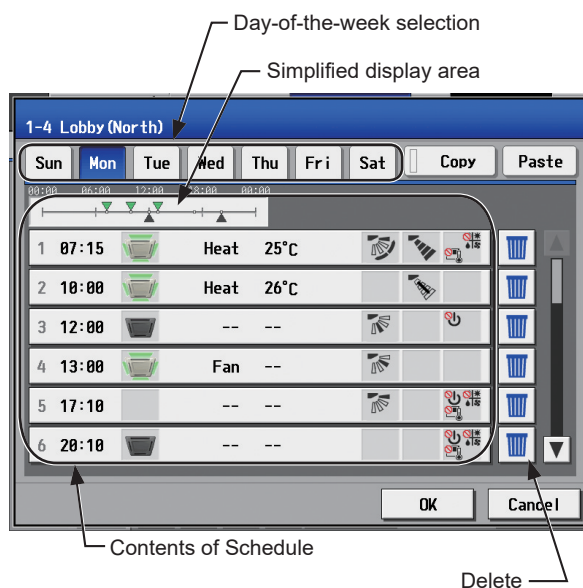 Day-of-the-week selection
Simplified display area
1-4 Lobby(North)
Sun Mon Tue Wed Thu Fri Sat Copy Paste
00:00 06:00 12:00 18:00 00:00
1 07:15 Heat 25°C
2 10:00 Heat 26°C
3 12:00 -- --
4 13:00 Fan --
5 17:10 -- --
6 20:10 -- --
OK Cancel
Contents of Schedule
Delete